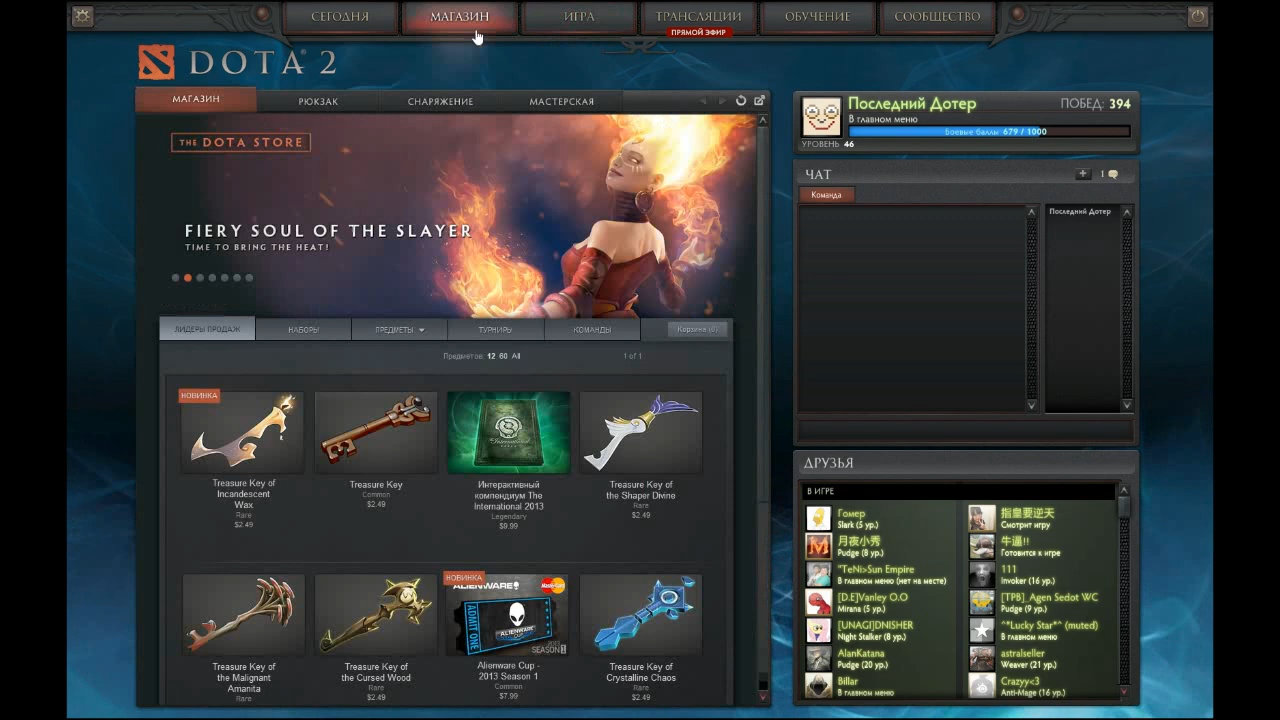 СЕГОДНЯ
МАГАЗИН
ИГРА
ТРАНСЛЯЦИИ
ПРЯМОЙ ЭФИР
ОБУЧЕНИЕ
СООБЩЕСТВО
DOTA® 2
МАГАЗИН
РЮКЗАК
СНАРЯЖЕНИЕ
МАСТЕРСКАЯ
THE DOTA STORE
FIERY SOUL OF THE SLAYER
TIME TO BRING THE HEAT!
ЛИДЕРЫ ПРОДАЖ
НАБОРЫ
ПРЕДМЕТЫ
ТУРНИРЫ
КОМАНДЫ
Корзина (0)
Предметов: 12 60 All
1 of 1
НОВИНКА
Treasure Key of
Incandescent
Wax
Rare
$2.49
Treasure Key
Common
$2.49
Интерактивный
компендиум The
International 2013
Legendary
$9.99
Treasure Key of
the Shaper Divine
Rare
$2.49
Treasure Key of
the Malignant
Amanita
Rare
Treasure Key of
the Cursed Wood
Rare
$2.49
НОВИНКА
ALIENWARE
MasterCard
ADMIT ONE
ALIENWARE
2013
SEASON 1
Alienware Cup -
2013 Season 1
Common
$7.99
Treasure Key of
Crystalline Chaos
Rare
$2.49
Последний Дотер
ПОБЕД: 394
В главном меню
Боевые баллы 679 / 1000
УРОВЕНЬ 46
ЧАТ
+
1
Команда
Последний Дотер
ДРУЗЬЯ
В ИГРЕ
Гомер
Slark (5 ур.)
指皇要逆天
Смотрит игру
月夜小秀
Pudge (8 ур.)
牛逼!!
Готовится к игре
"TeNi>Sun Empire
В главном меню (нет на месте)
111
Invoker (16 ур.)
[D.E]Vanley O.O
Mirana (5 ур.)
[TPB]_Agen Sedot WC
Pudge (9 ур.)
[UNAGI]DNISHER
Night Stalker (8 ур.)
^*Lucky Star*^ (muted)
В главном меню
AlanKatana
Pudge (20 ур.)
astralseller
Weaver (21 ур.)
Billar
В главном меню
Crazyy<3
Anti-Mage (16 ур.)